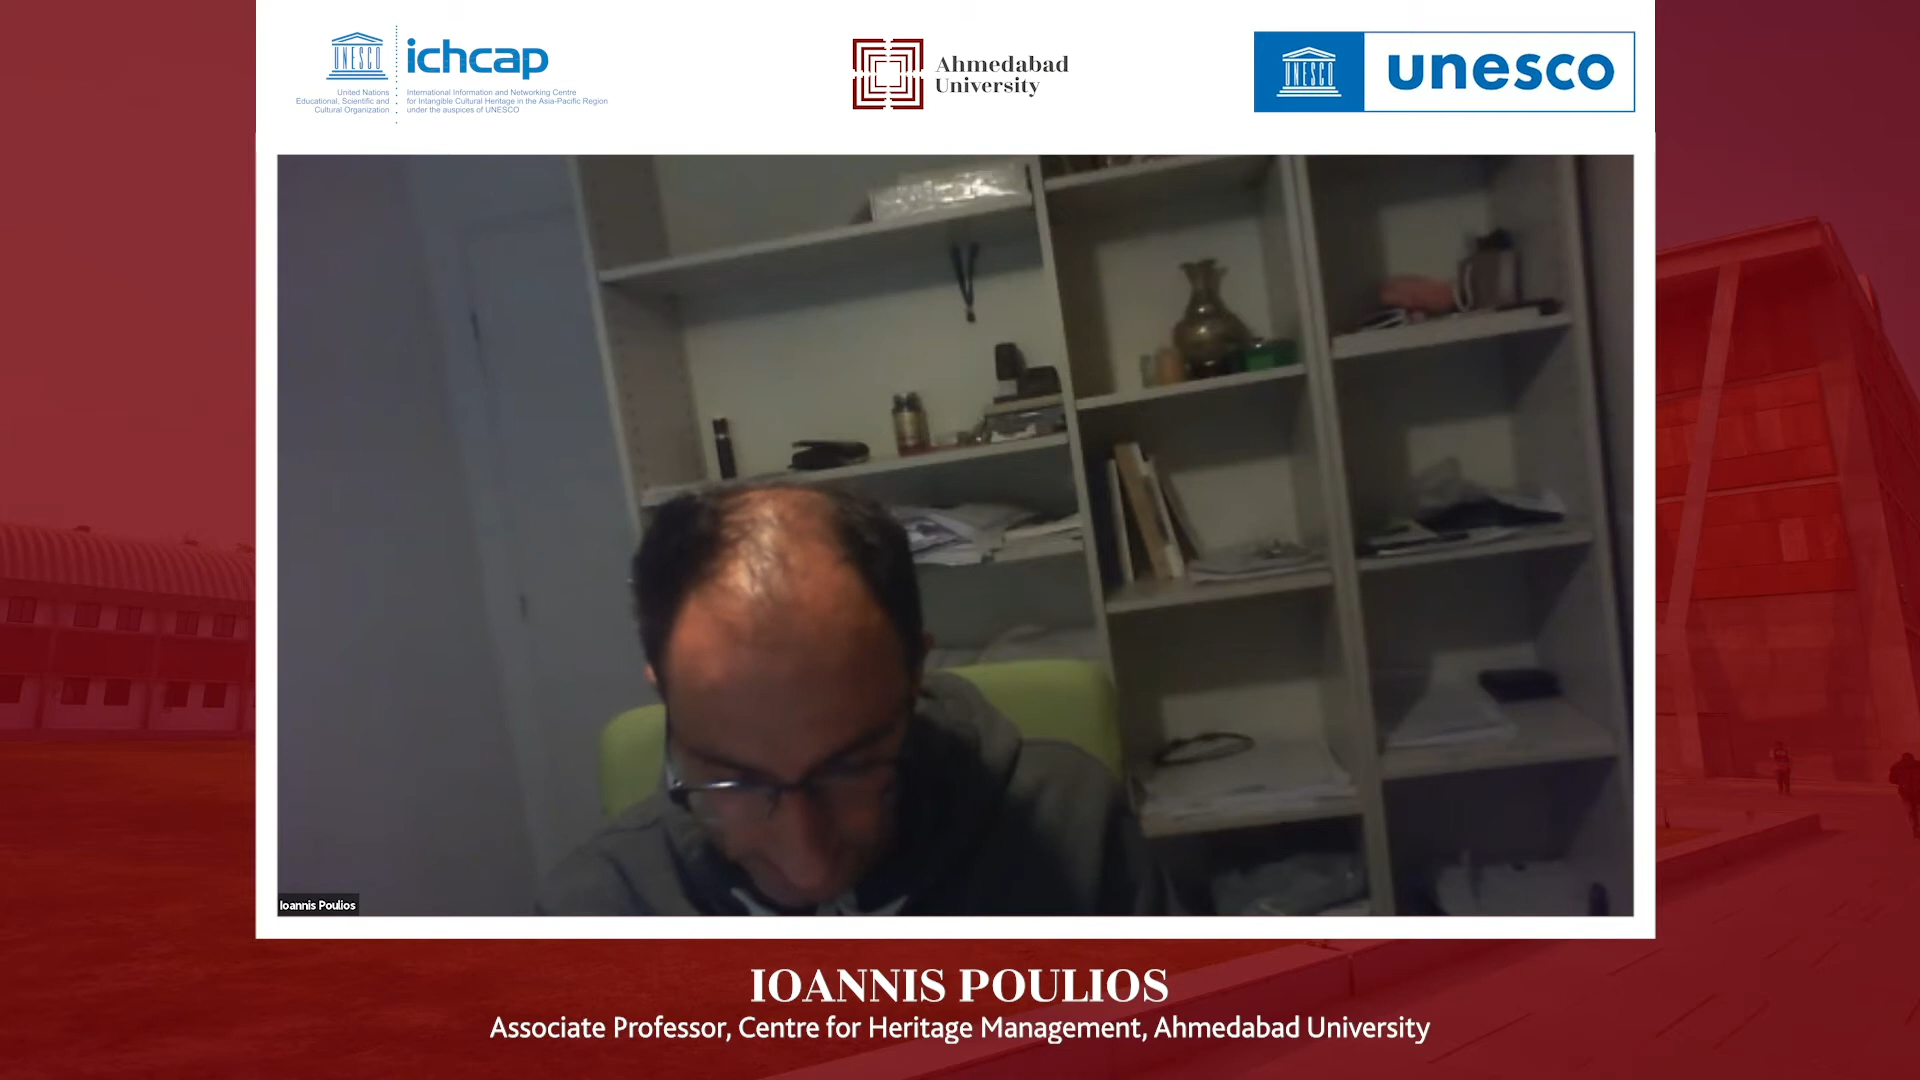 UNESCO
United Nations
Educational, Scientific and
Cultural Organization
ichcap
International Information and Networking Centre
for Intangible Cultural Heritage in the Asia-Pacific Region
under the auspices of UNESCO
Ahmedabad
University
UNESCO
unesco
Ioannis Poulios
IOANNIS POULIOS
Associate Professor, Centre for Heritage Management, Ahmedabad University